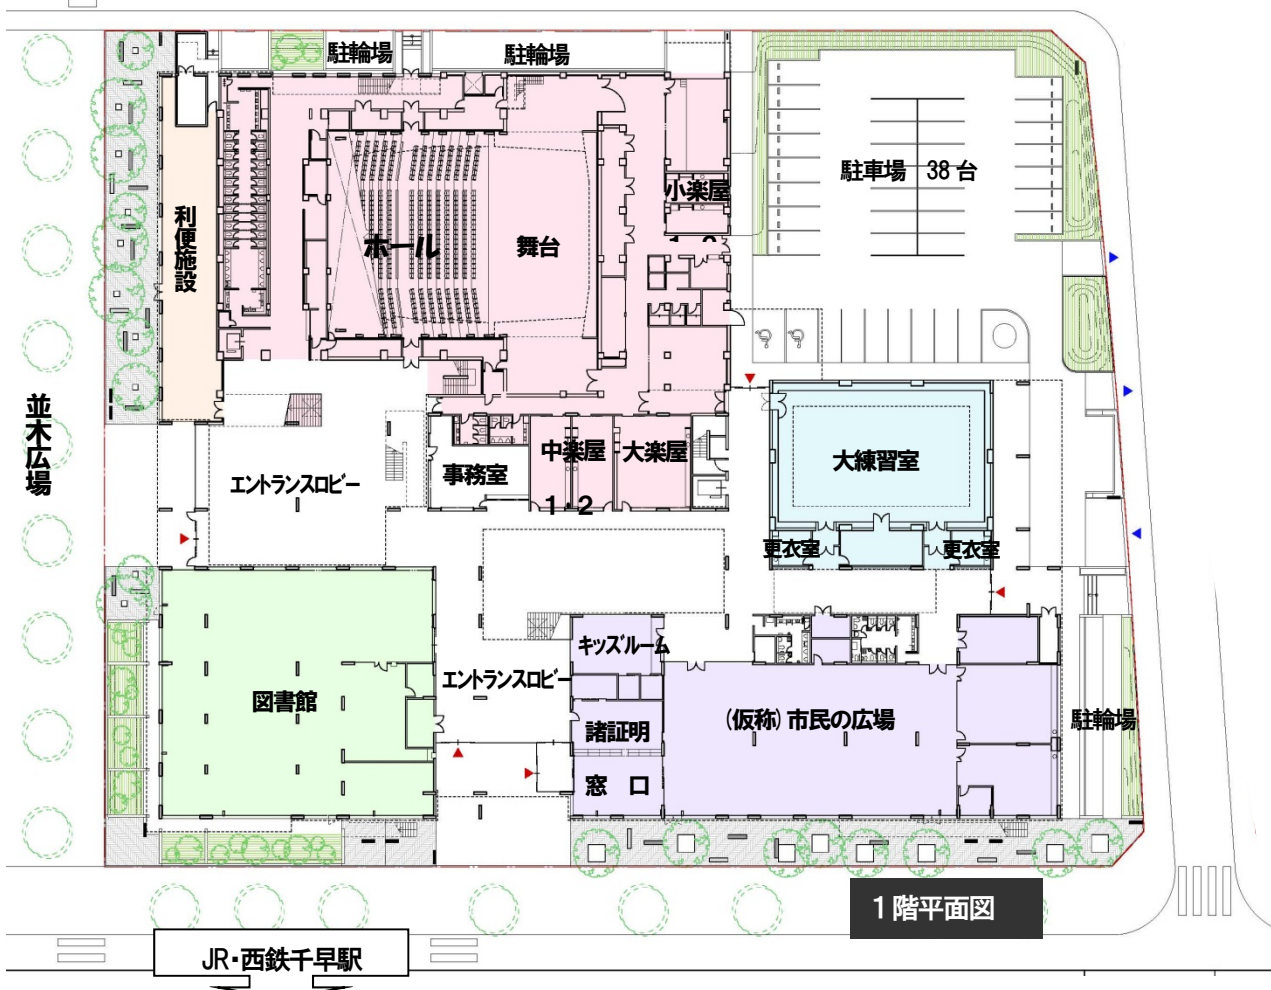 駐輪場
駐輪場
駐車場 38台
小楽屋
利便施設
ホール
舞台
並木広場
エントランスロビー
事務室
中楽屋
1・2
大楽屋
大練習室
更衣室
更衣室
キッズルーム
エントランスロビー
図書館
諸証明
窓 口
(仮称)市民の広場
駐輪場
1階平面図
JR・西鉄千早駅